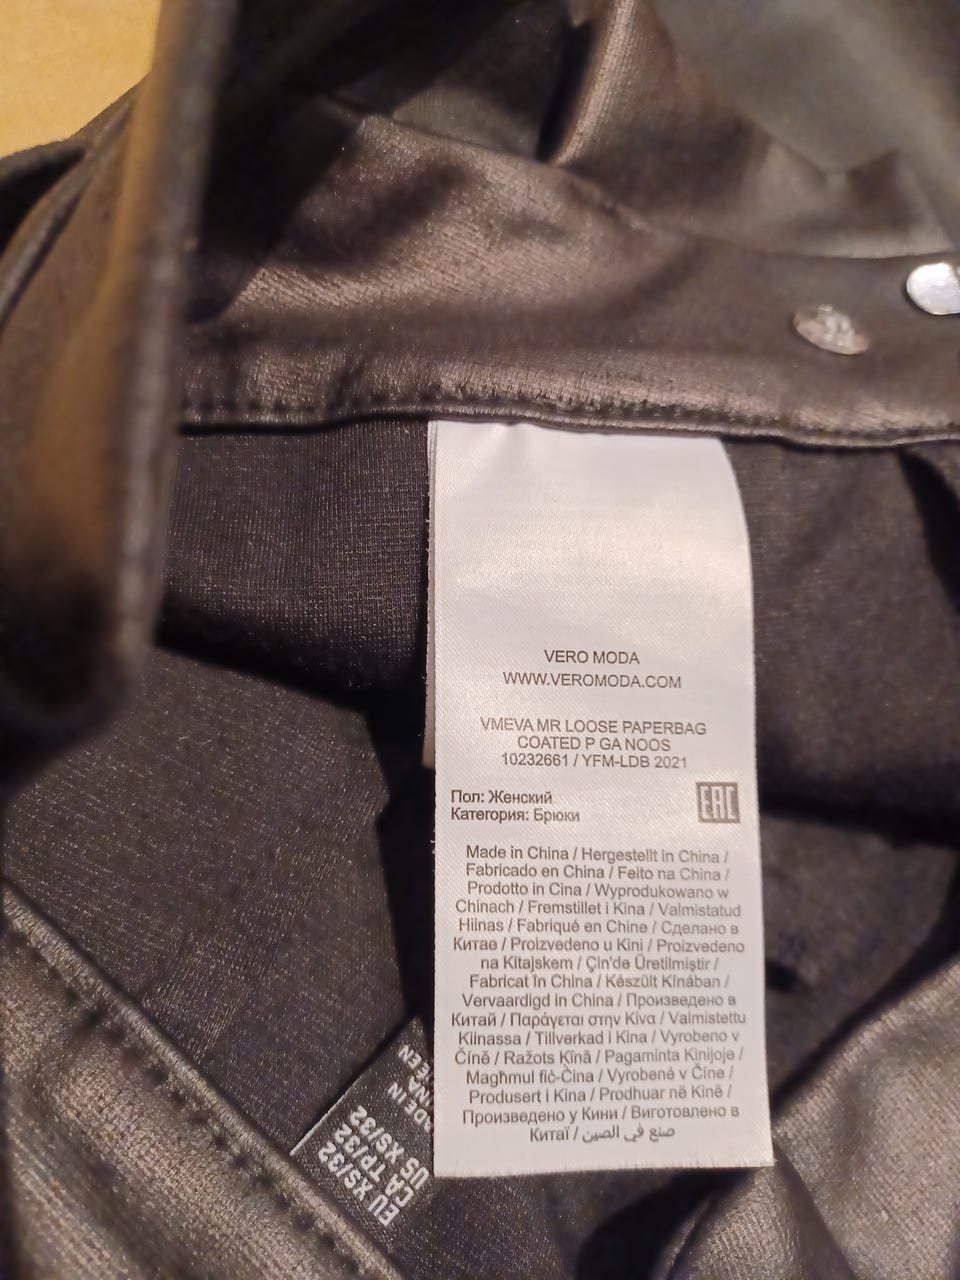 VERO MODA
WWW.VEROMODA.COM
VMEVA MR LOOSE PAPERBAG
COATED P GA NOOS
10232661 / YFM-LDB 2021
Пол: Женский
Категория: Брюки
EAC
Made in China / Hergestellt in China /
Fabricado en China / Feito na China /
Prodotto in Cina / Wyprodukowano w
Chinach / Fremstillet i Kina / Valmistatud
Hiinas / Fabriqué en Chine / Сделано в
Китае / Proizvedeno u Kini / Proizvedeno
na Kitajskem / Çin'de Üretilmiştir /
Fabricat în China / Készült Kínában /
Vervaardigd in China / Произведено в
Китай / Παράγεται στην Κίνα / Valmistettu
Kiinassa / Tillverkad i Kina / Vyrobeno v
Číně / Ražots Ķīnā / Pagaminta Kinijoje /
Magħmul fiċ-Ċina / Vyrobené v Číne /
Produsert i Kina / Prodhuar në Kinë /
Произведено у Кини / Виготовлено в
Китаї / صنع في الصين
EU XS/32
CA TP/32
US XS/32